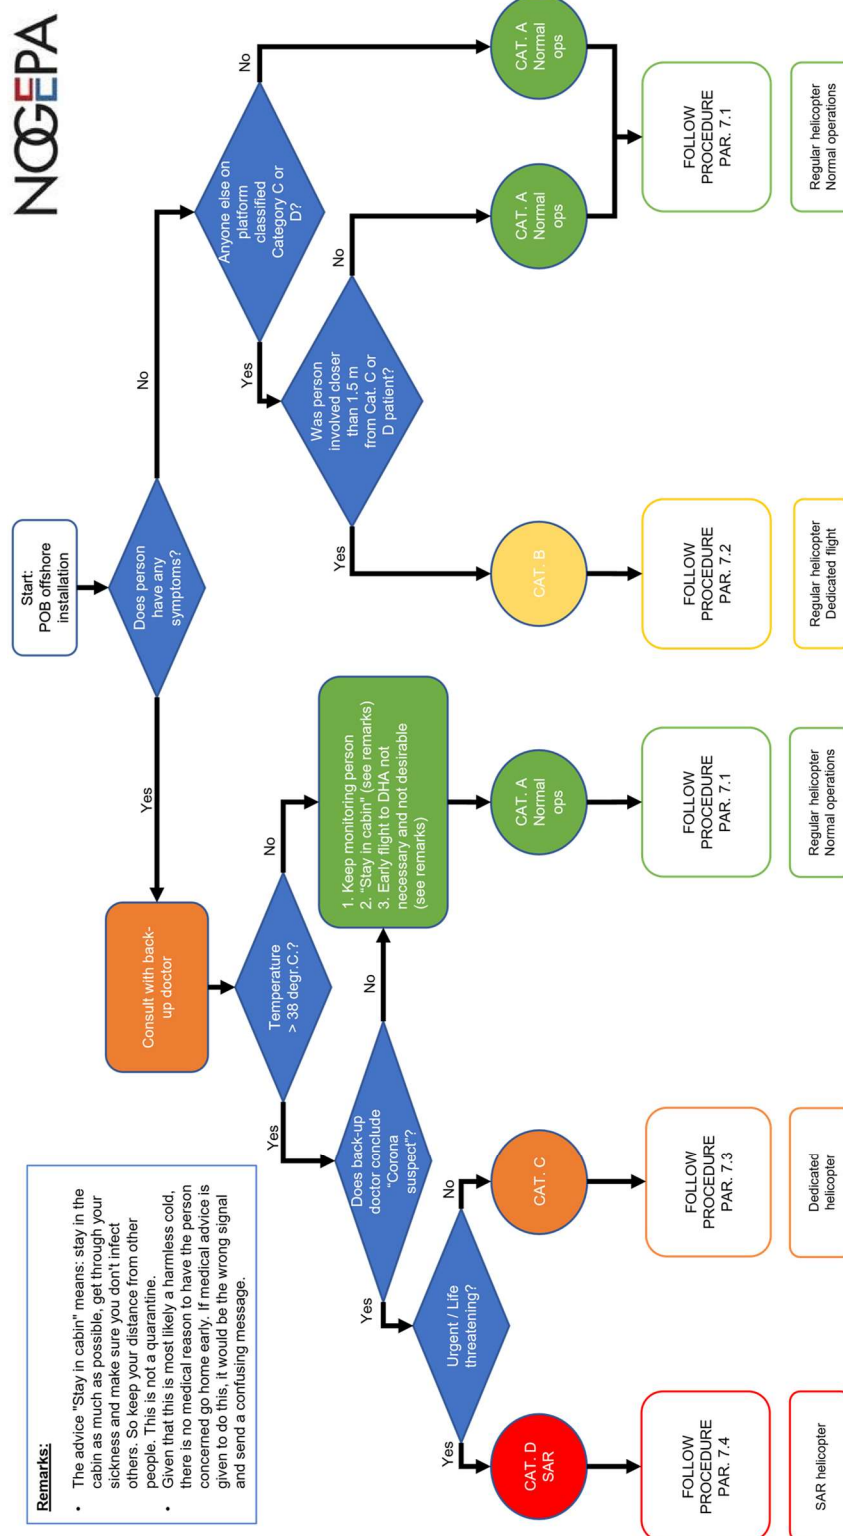 NOGEPA
Remarks:
• The advice "Stay in cabin" means: stay in the
cabin as much as possible, get through your
sickness and make sure you don't infect
others. So keep your distance from other
people. This is not a quarantine.
• Given that this is most likely a harmless cold,
there is no medical reason to have the person
concerned go home early. If medical advice is
given to do this, it would be the wrong signal
and send a confusing message.
Start:
POB offshore
installation
Does person
have any
symptoms?
Yes
No
Consult with back-
up doctor
Temperature
> 38 degr.C.?
Yes
No
Does back-up
doctor conclude
"Corona
suspect"?
Yes
No
1. Keep monitoring person
2. "Stay in cabin" (see remarks)
3. Early flight to DHA not
necessary and not desirable
(see remarks)
Urgent / Life
threatening?
Yes
No
Anyone else on
platform
classified
Category C or
D?
Yes
No
Was person
involved closer
than 1.5 m
from Cat. C or
D patient?
Yes
No
CAT. D
SAR
CAT. C
CAT. A
Normal
ops
CAT. B
CAT. A
Normal
ops
CAT. A
Normal
ops
FOLLOW
PROCEDURE
PAR. 7.4
FOLLOW
PROCEDURE
PAR. 7.3
FOLLOW
PROCEDURE
PAR. 7.1
FOLLOW
PROCEDURE
PAR. 7.2
FOLLOW
PROCEDURE
PAR. 7.1
SAR helicopter
Dedicated
helicopter
Regular helicopter
Normal operations
Regular helicopter
Dedicated flight
Regular helicopter
Normal operations